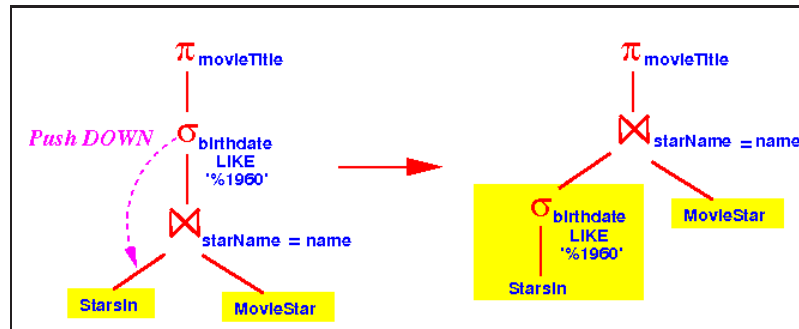 π movieTitle
Push DOWN
σ birthdate
LIKE
'%1960'
⋈ starName = name
StarsIn
MovieStar
π movieTitle
⋈ starName = name
σ birthdate
LIKE
'%1960'
StarsIn
MovieStar